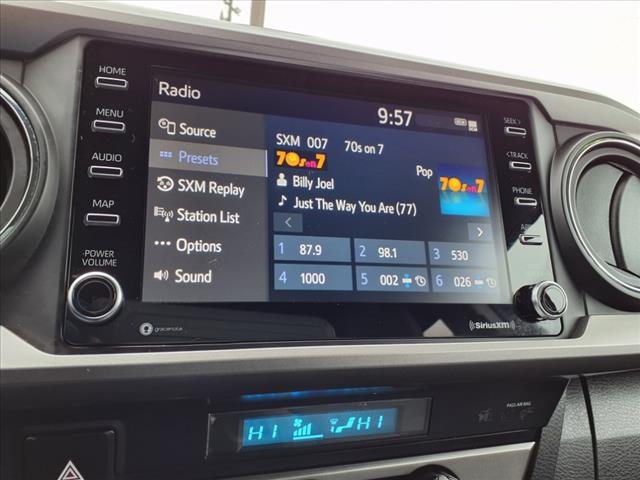 HOME
MENU
AUDIO
MAP
POWER
VOLUME
Radio
9:57
Source
Presets
SXM Replay
Station List
Options
Sound
SXM 007 70s on 7
70s on 7
Pop
70s on 7
Billy Joel
Just The Way You Are (77)
<
>
1 87.9
2 98.1
3 530
4 1000
5 002
6 026
SEEK >
< TRACK
PHONE
gracenote
SiriusXM
HI HI
PASS AIR BAG